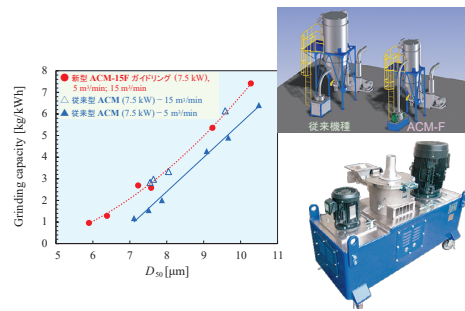 Grinding capacity [kg/kWh]
8
7
6
5
4
3
2
1
0
5
6
7
8
9
10
11
D50 [μm]
新型 ACM-15F ガイドリング (7.5 kW)、
5 m³/min; 15 m³/min
従来型 ACM (7.5 kW)－15 m³/min
従来型 ACM (7.5 kW)－5 m³/min
従来機種
ACM-F